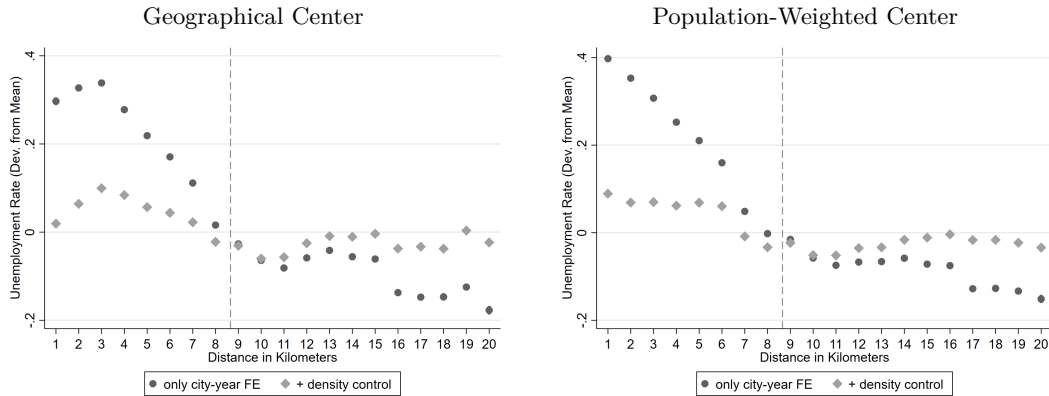 Geographical Center
Unemployment Rate (Dev. from Mean)
.4
.2
0
-.2
1 2 3 4 5 6 7 8 9 10 11 12 13 14 15 16 17 18 19 20
Distance in Kilometers
only city-year FE + density control
Population-Weighted Center
Unemployment Rate (Dev. from Mean)
.4
.2
0
-.2
1 2 3 4 5 6 7 8 9 10 11 12 13 14 15 16 17 18 19 20
Distance in Kilometers
only city-year FE + density control